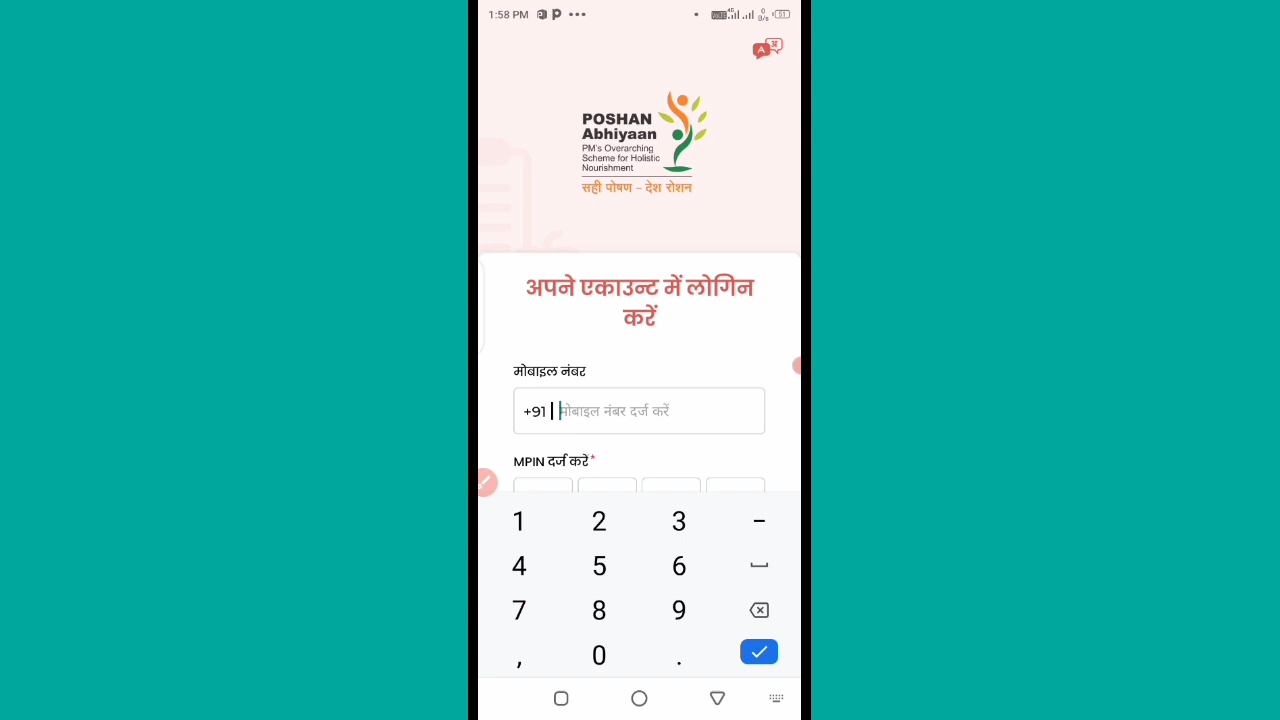 1:58 PM
POSHAN
Abhiyaan
PM's Overarching
Scheme for Holistic
Nourishment
सही पोषण - देश रोशन
अपने एकाउन्ट में लोगिन
करें
मोबाइल नंबर
+91 मोबाइल नंबर दर्ज करें
MPIN दर्ज करें*
1 2 3 -
4 5 6
7 8 9
, 0 .